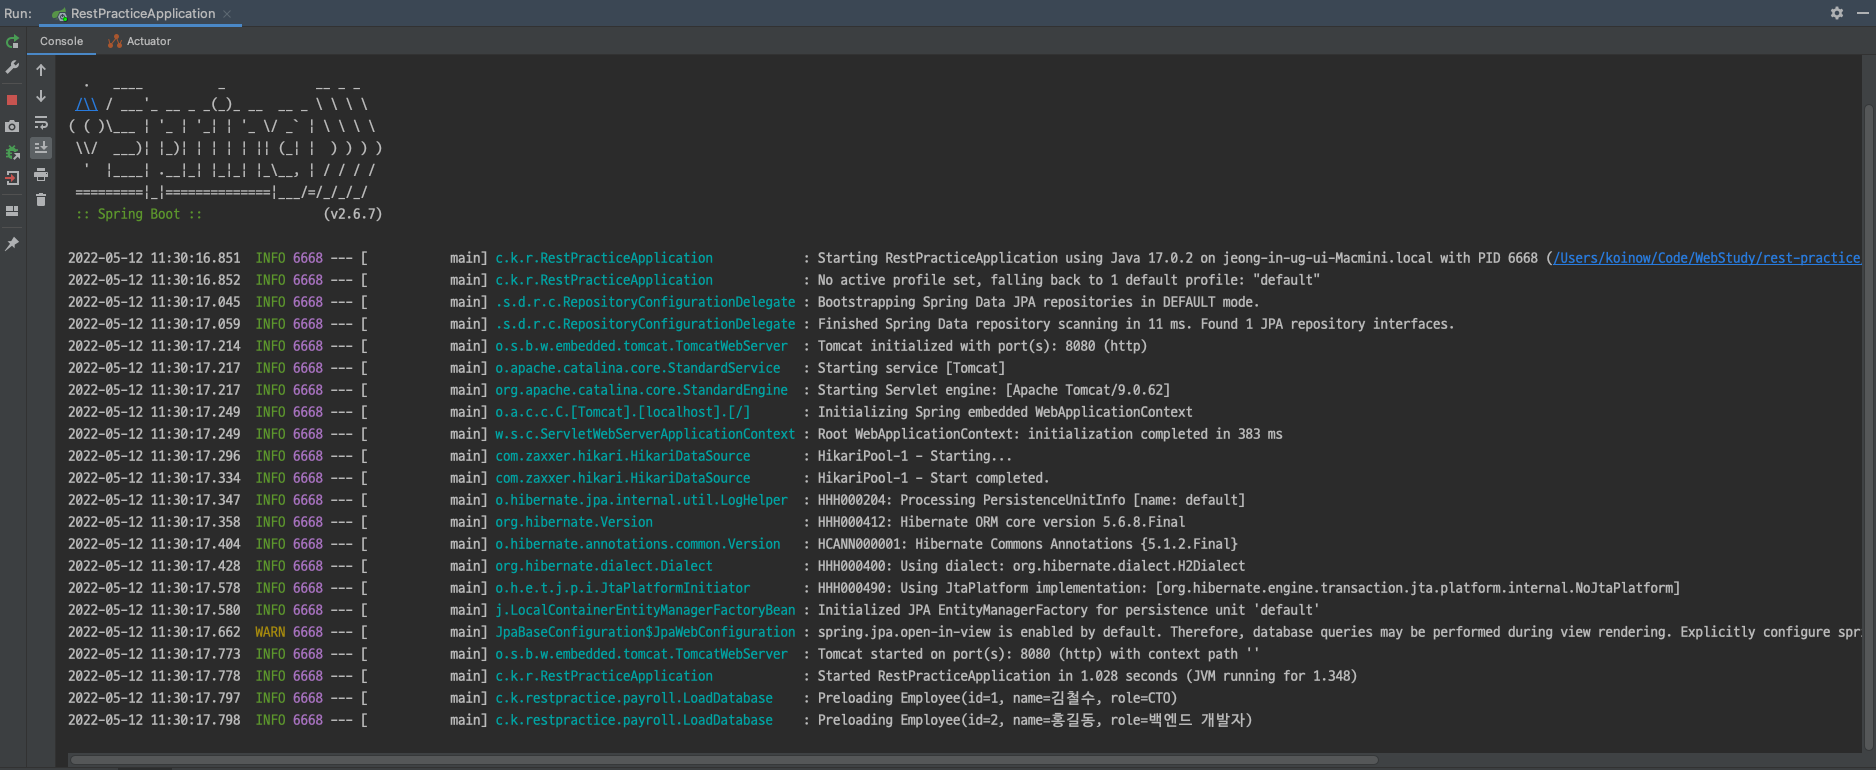 Run: RestPracticeApplication
Console Actuator
  .   ____          _            __ _ _
 /\\ / ___'_ __ _ _(_)_ __  __ _ \ \ \ \
( ( )\___ | '_ | '_| | '_ \/ _` | \ \ \ \
 \\/  ___)| |_)| | | | | || (_| |  ) ) ) )
  '  |____| .__|_| |_|_| |_\__, | / / / /
 =========|_|==============|___/=/_/_/_/
 :: Spring Boot ::                (v2.6.7)
2022-05-12 11:30:16.851  INFO 6668 --- [           main] c.k.r.RestPracticeApplication            : Starting RestPracticeApplication using Java 17.0.2 on jeong-in-ug-ui-Macmini.local with PID 6668 (/Users/koinow/Code/WebStudy/rest-practice
2022-05-12 11:30:16.852  INFO 6668 --- [           main] c.k.r.RestPracticeApplication            : No active profile set, falling back to 1 default profile: "default"
2022-05-12 11:30:17.045  INFO 6668 --- [           main] .s.d.r.c.RepositoryConfigurationDelegate : Bootstrapping Spring Data JPA repositories in DEFAULT mode.
2022-05-12 11:30:17.059  INFO 6668 --- [           main] .s.d.r.c.RepositoryConfigurationDelegate : Finished Spring Data repository scanning in 11 ms. Found 1 JPA repository interfaces.
2022-05-12 11:30:17.214  INFO 6668 --- [           main] o.s.b.w.embedded.tomcat.TomcatWebServer  : Tomcat initialized with port(s): 8080 (http)
2022-05-12 11:30:17.217  INFO 6668 --- [           main] o.apache.catalina.core.StandardService   : Starting service [Tomcat]
2022-05-12 11:30:17.217  INFO 6668 --- [           main] org.apache.catalina.core.StandardEngine  : Starting Servlet engine: [Apache Tomcat/9.0.62]
2022-05-12 11:30:17.249  INFO 6668 --- [           main] o.a.c.c.C.[Tomcat].[localhost].[/]       : Initializing Spring embedded WebApplicationContext
2022-05-12 11:30:17.249  INFO 6668 --- [           main] w.s.c.ServletWebServerApplicationContext : Root WebApplicationContext: initialization completed in 383 ms
2022-05-12 11:30:17.296  INFO 6668 --- [           main] com.zaxxer.hikari.HikariDataSource       : HikariPool-1 - Starting...
2022-05-12 11:30:17.334  INFO 6668 --- [           main] com.zaxxer.hikari.HikariDataSource       : HikariPool-1 - Start completed.
2022-05-12 11:30:17.347  INFO 6668 --- [           main] o.hibernate.jpa.internal.util.LogHelper  : HHH000204: Processing PersistenceUnitInfo [name: default]
2022-05-12 11:30:17.358  INFO 6668 --- [           main] org.hibernate.Version                    : HHH000412: Hibernate ORM core version 5.6.8.Final
2022-05-12 11:30:17.404  INFO 6668 --- [           main] o.hibernate.annotations.common.Version   : HCANN000001: Hibernate Commons Annotations {5.1.2.Final}
2022-05-12 11:30:17.428  INFO 6668 --- [           main] org.hibernate.dialect.Dialect            : HHH000400: Using dialect: org.hibernate.dialect.H2Dialect
2022-05-12 11:30:17.578  INFO 6668 --- [           main] o.h.e.t.j.p.i.JtaPlatformInitiator       : HHH000490: Using JtaPlatform implementation: [org.hibernate.engine.transaction.jta.platform.internal.NoJtaPlatform]
2022-05-12 11:30:17.580  INFO 6668 --- [           main] j.LocalContainerEntityManagerFactoryBean : Initialized JPA EntityManagerFactory for persistence unit 'default'
2022-05-12 11:30:17.662  WARN 6668 --- [           main] JpaBaseConfiguration$JpaWebConfiguration : spring.jpa.open-in-view is enabled by default. Therefore, database queries may be performed during view rendering. Explicitly configure spr
2022-05-12 11:30:17.773  INFO 6668 --- [           main] o.s.b.w.embedded.tomcat.TomcatWebServer  : Tomcat started on port(s): 8080 (http) with context path ''
2022-05-12 11:30:17.778  INFO 6668 --- [           main] c.k.r.RestPracticeApplication            : Started RestPracticeApplication in 1.028 seconds (JVM running for 1.348)
2022-05-12 11:30:17.797  INFO 6668 --- [           main] c.k.restpractice.payroll.LoadDatabase    : Preloading Employee(id=1, name=김철수, role=CTO)
2022-05-12 11:30:17.798  INFO 6668 --- [           main] c.k.restpractice.payroll.LoadDatabase    : Preloading Employee(id=2, name=홍길동, role=백엔드 개발자)